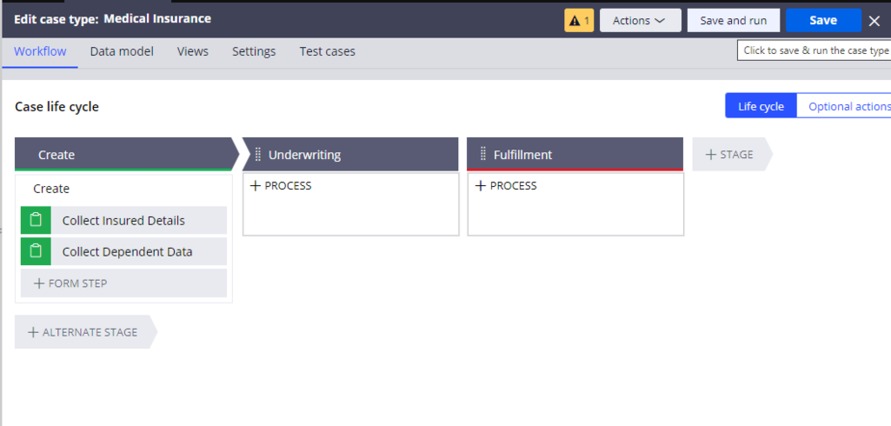 Edit case type: Medical Insurance
1
Actions
Save and run
Save
Workflow
Data model
Views
Settings
Test cases
Click to save & run the case type
Case life cycle
Life cycle
Optional actions
Create
Underwriting
Fulfillment
+ STAGE
Create
+ PROCESS
+ PROCESS
Collect Insured Details
Collect Dependent Data
+ FORM STEP
+ ALTERNATE STAGE